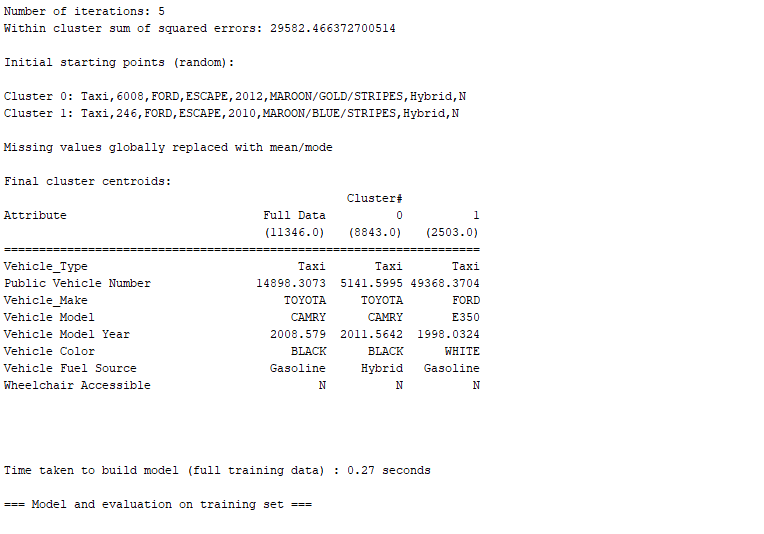 Number of iterations: 5
Within cluster sum of squared errors: 29582.466372700514
Initial starting points (random):
Cluster 0: Taxi,6008,FORD,ESCAPE,2012,MAROON/GOLD/STRIPES,Hybrid,N
Cluster 1: Taxi,246,FORD,ESCAPE,2010,MAROON/BLUE/STRIPES,Hybrid,N
Missing values globally replaced with mean/mode
Final cluster centroids:
Cluster#
Attribute Full Data 0 1
(11346.0) (8843.0) (2503.0)
====================================================================
Vehicle_Type Taxi Taxi Taxi
Public Vehicle Number 14898.3073 5141.5995 49368.3704
Vehicle_Make TOYOTA TOYOTA FORD
Vehicle Model CAMRY CAMRY E350
Vehicle Model Year 2008.579 2011.5642 1998.0324
Vehicle Color BLACK BLACK WHITE
Vehicle Fuel Source Gasoline Hybrid Gasoline
Wheelchair Accessible N N N
Time taken to build model (full training data) : 0.27 seconds
=== Model and evaluation on training set ===